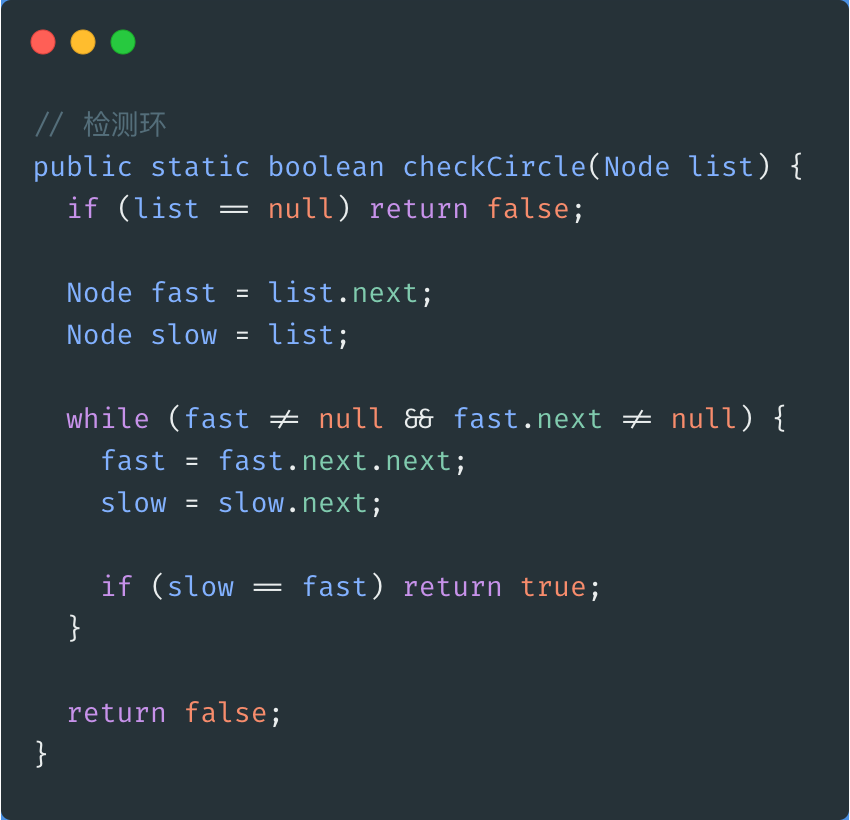 // 检测环
public static boolean checkCircle(Node list) {
  if (list == null) return false;

  Node fast = list.next;
  Node slow = list;

  while (fast != null && fast.next != null) {
    fast = fast.next.next;
    slow = slow.next;

    if (slow == fast) return true;
  }

  return false;
}